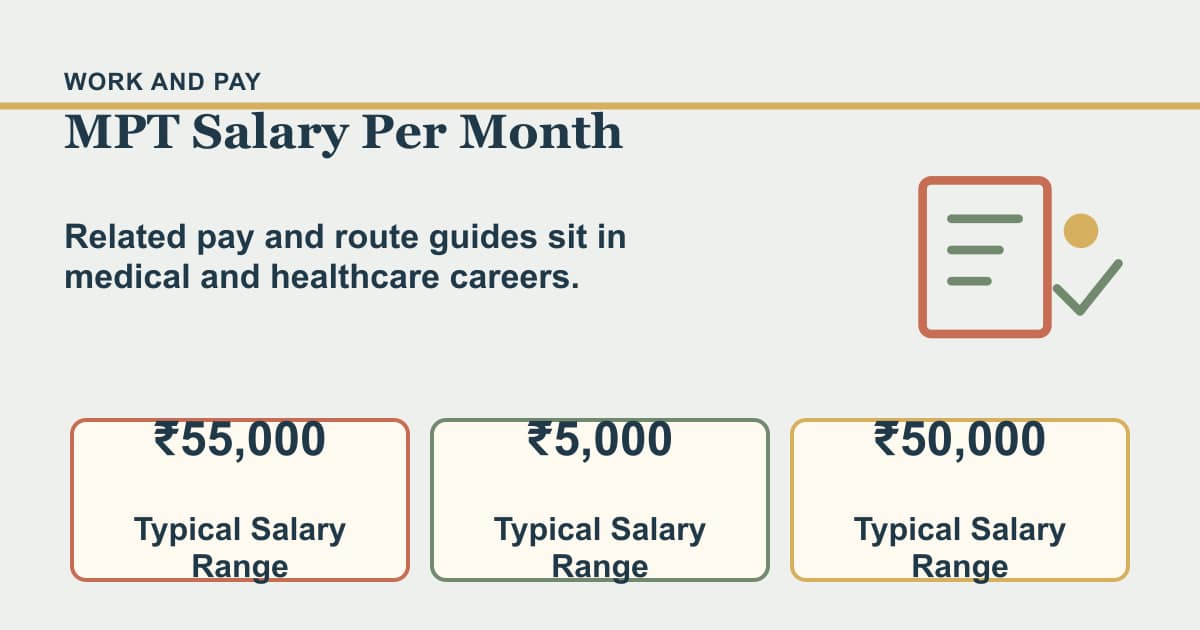 WORK AND PAY
MPT Salary Per Month
Related pay and route guides sit in
medical and healthcare careers.
₹55,000
Typical Salary
Range
₹5,000
Typical Salary
Range
₹50,000
Typical Salary
Range